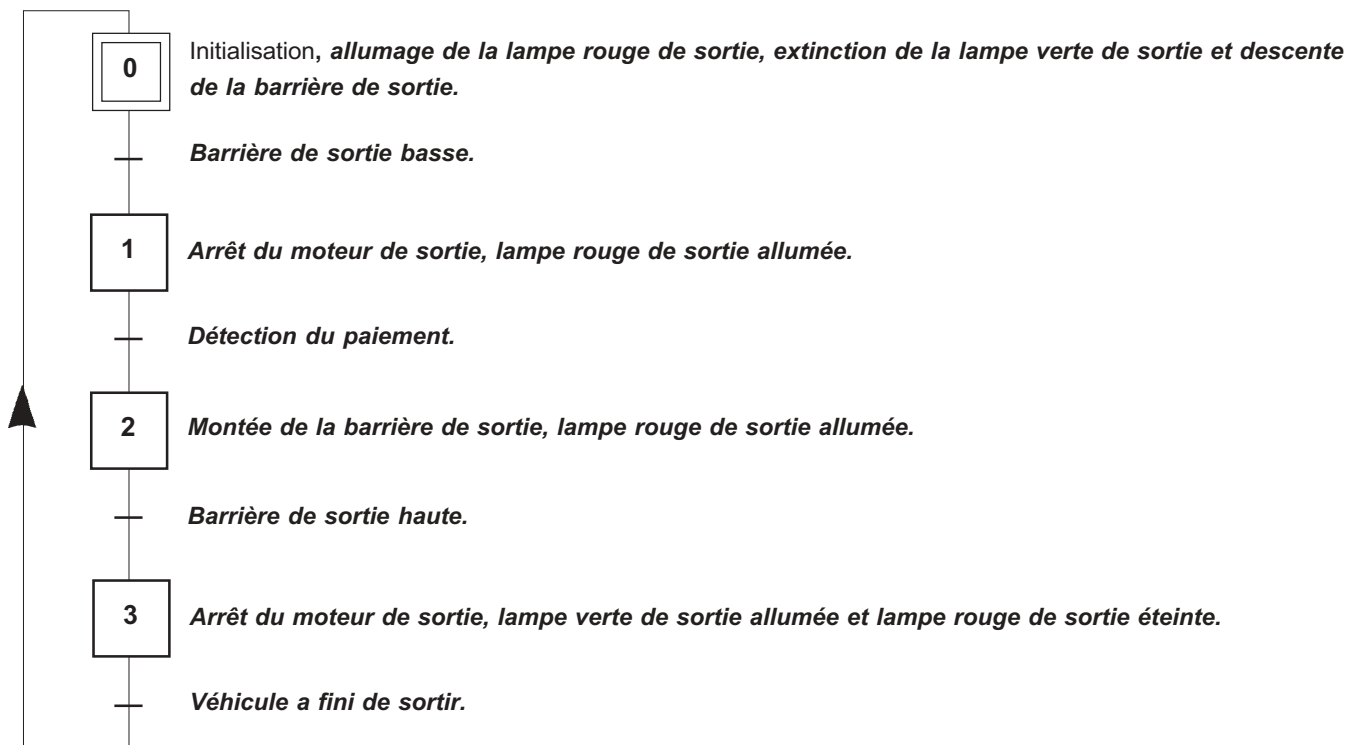 0
Initialisation, allumage de la lampe rouge de sortie, extinction de la lampe verte de sortie et descente
de la barrière de sortie.
Barrière de sortie basse.
1
Arrêt du moteur de sortie, lampe rouge de sortie allumée.
Détection du paiement.
2
Montée de la barrière de sortie, lampe rouge de sortie allumée.
Barrière de sortie haute.
3
Arrêt du moteur de sortie, lampe verte de sortie allumée et lampe rouge de sortie éteinte.
Véhicule a fini de sortir.